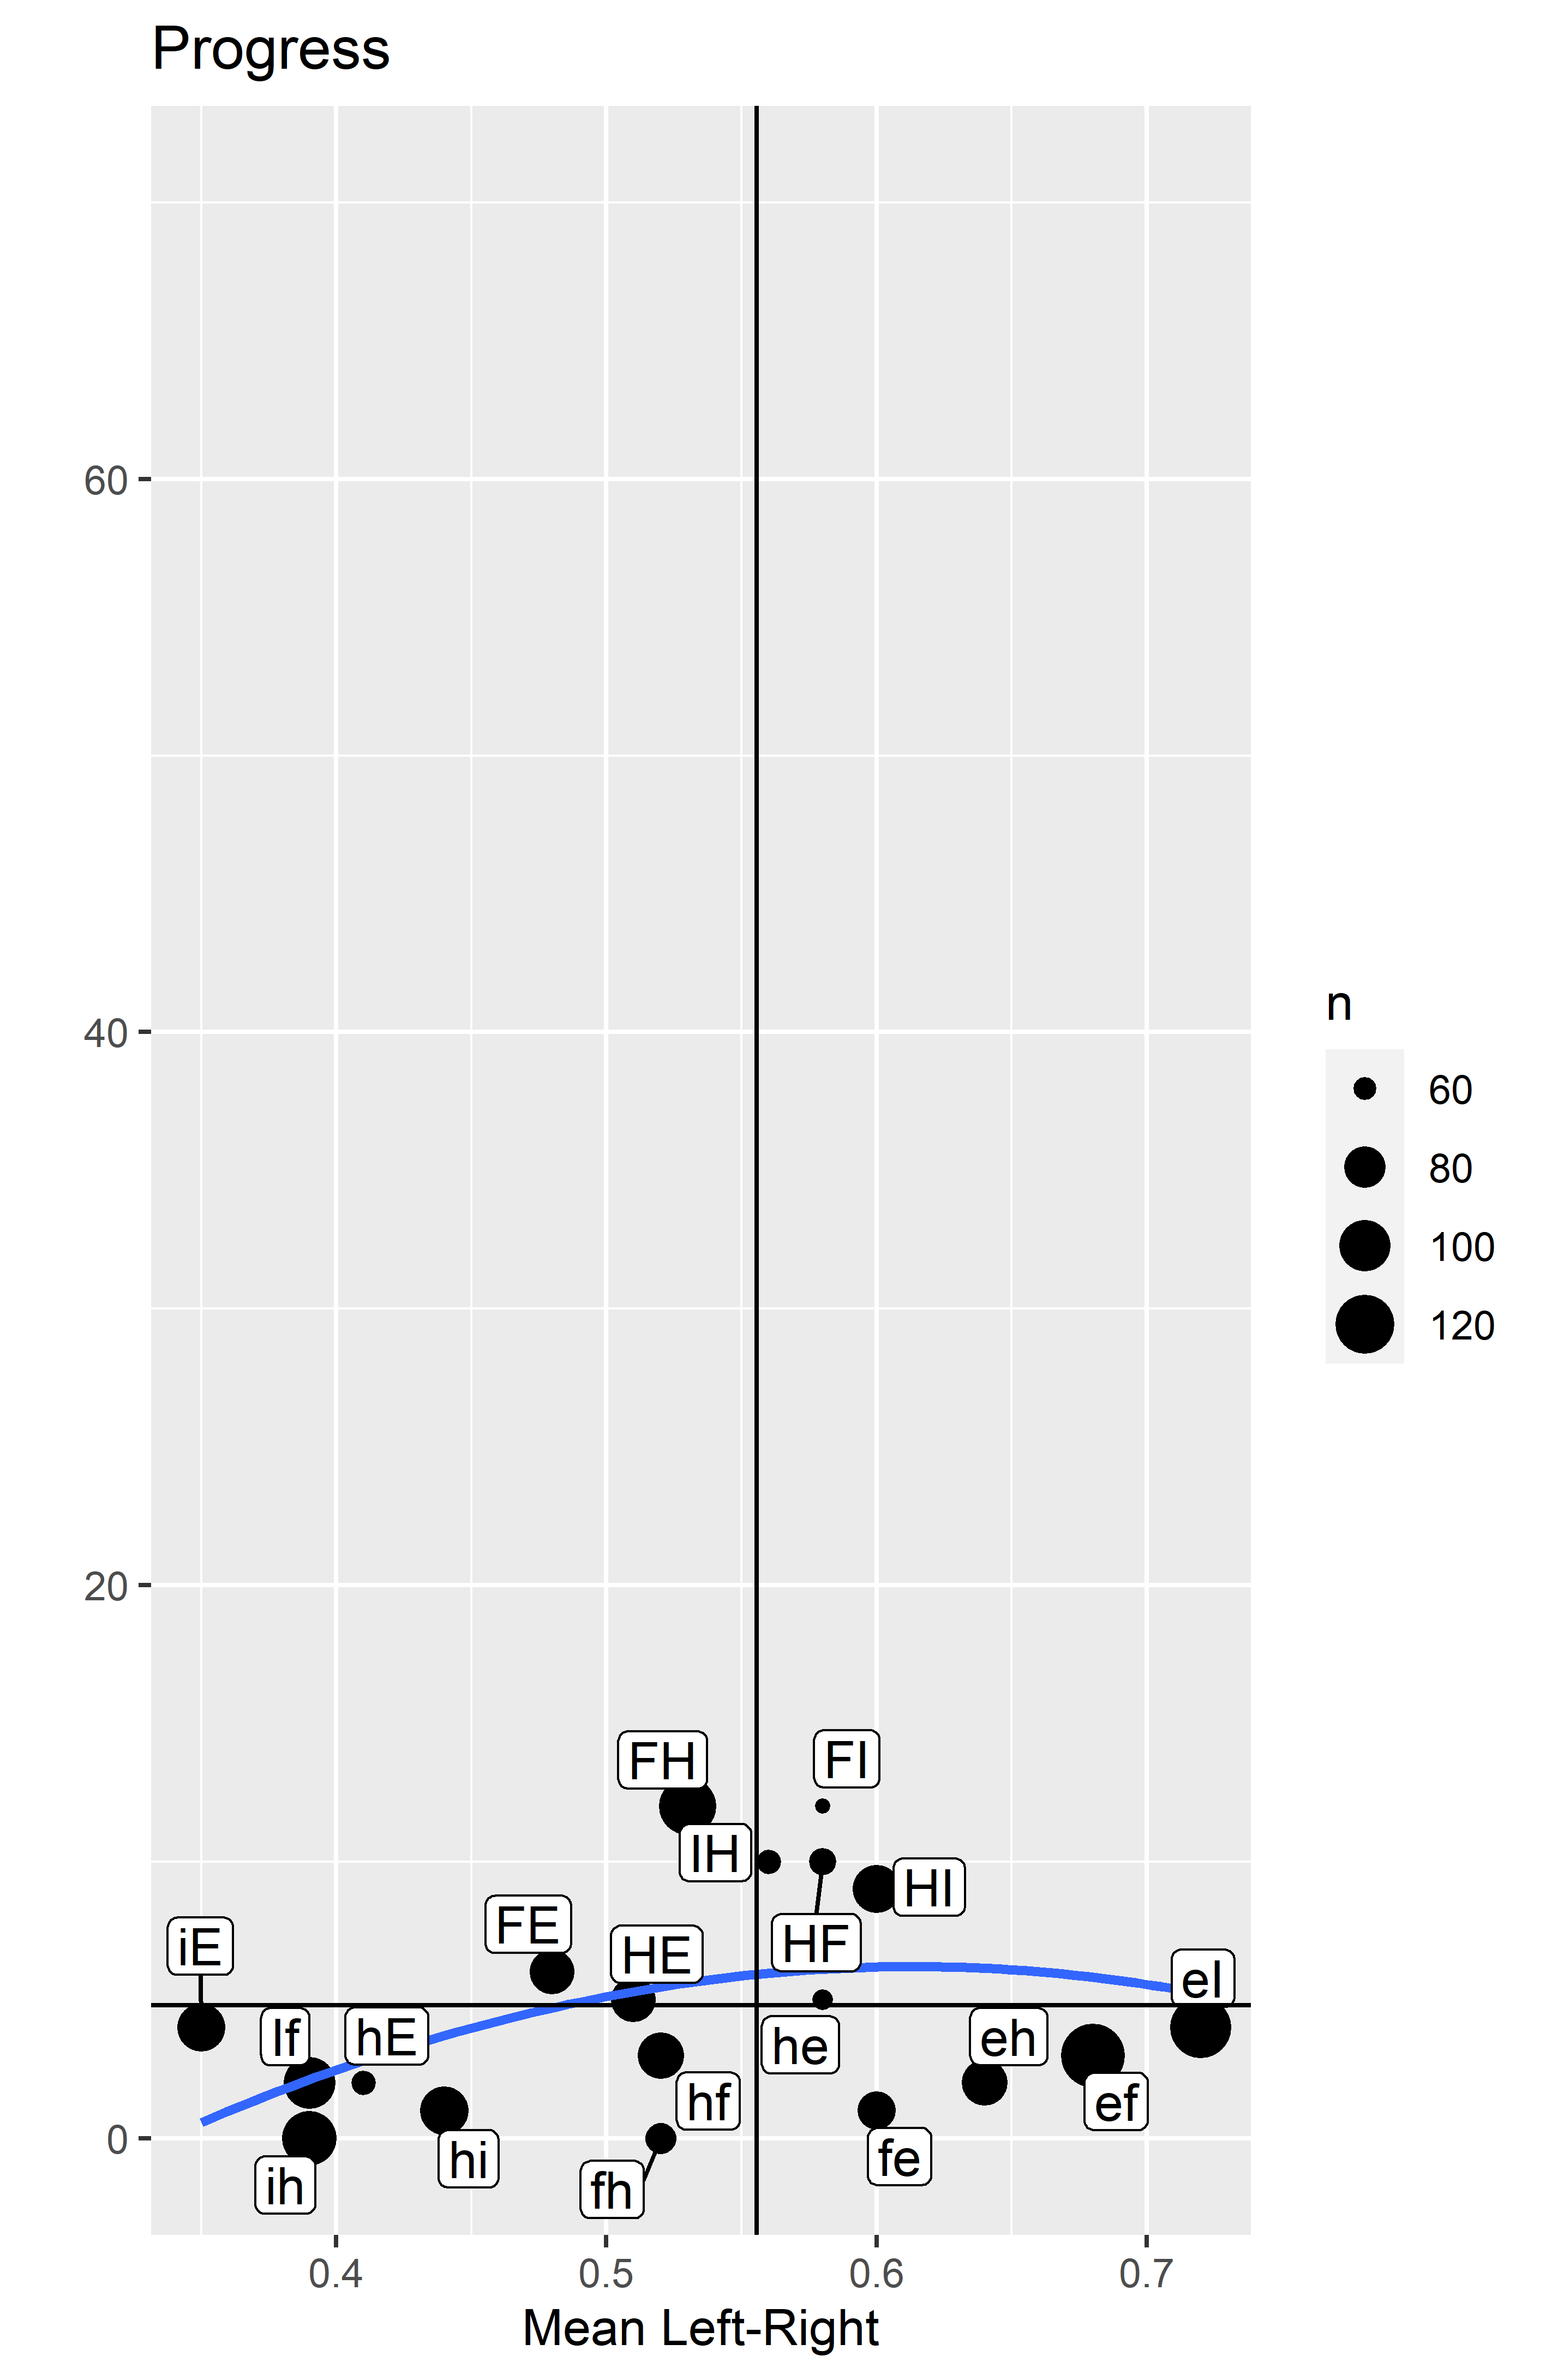 Progress
60
40
20
0
FH
FI
IH
HI
FE
HF
iE
HE
eI
If
hE
he
eh
hf
ef
ih
hi
fh
fe
0.4
0.5
0.6
0.7
Mean Left-Right
n
60
80
100
120